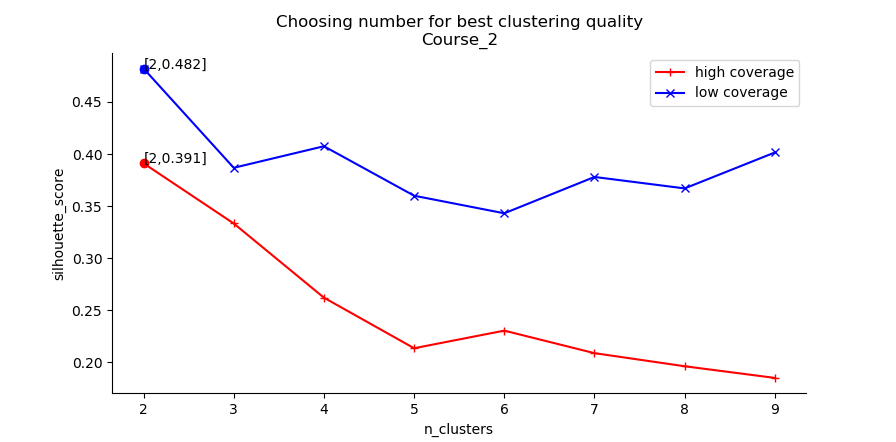 Choosing number for best clustering quality
Course_2
high coverage
low coverage
[2,0.482]
[2,0.391]
silhouette_score
0.45
0.40
0.35
0.30
0.25
0.20
2 3 4 5 6 7 8 9
n_clusters